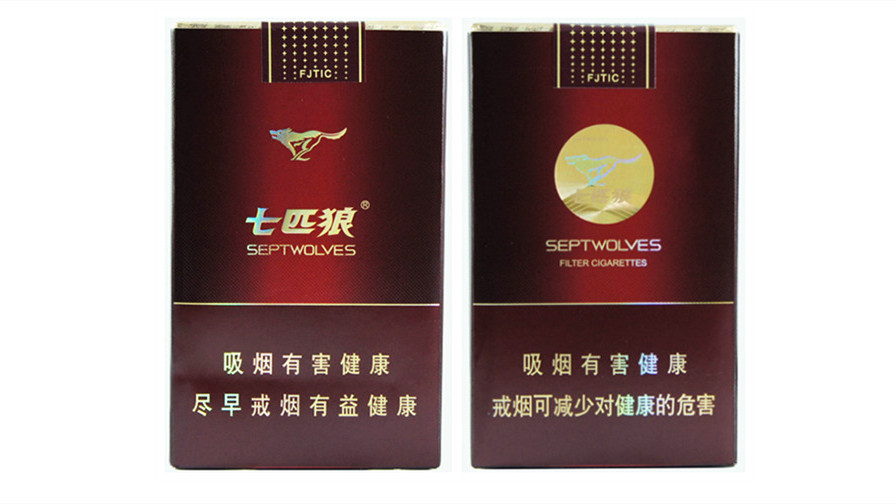 FJTIC
七匹狼®
SEPTWOLVES
吸烟有害健康
尽早戒烟有益健康
FJTIC
SEPTWOLVES
FILTER CIGARETTES
吸烟有害健康
戒烟可减少对健康的危害